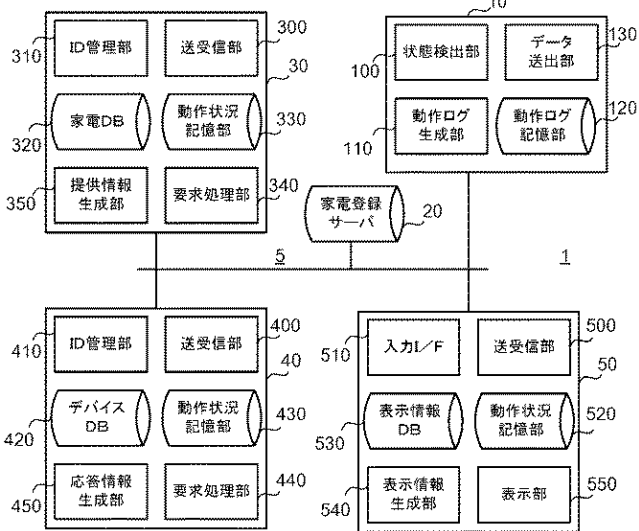 10
310
ID管理部
送受信部
300
30
320
家電DB
動作状況
記憶部
330
350
提供情報
生成部
要求処理部
340
100
状態検出部
データ
送出部
130
110
動作ログ
生成部
動作ログ
記憶部
120
家電登録
サーバ
20
5
1
410
ID管理部
送受信部
400
40
420
デバイス
DB
動作状況
記憶部
430
450
応答情報
生成部
要求処理部
440
510
入力I/F
送受信部
500
50
530
表示情報
DB
動作状況
記憶部
520
540
表示情報
生成部
表示部
550